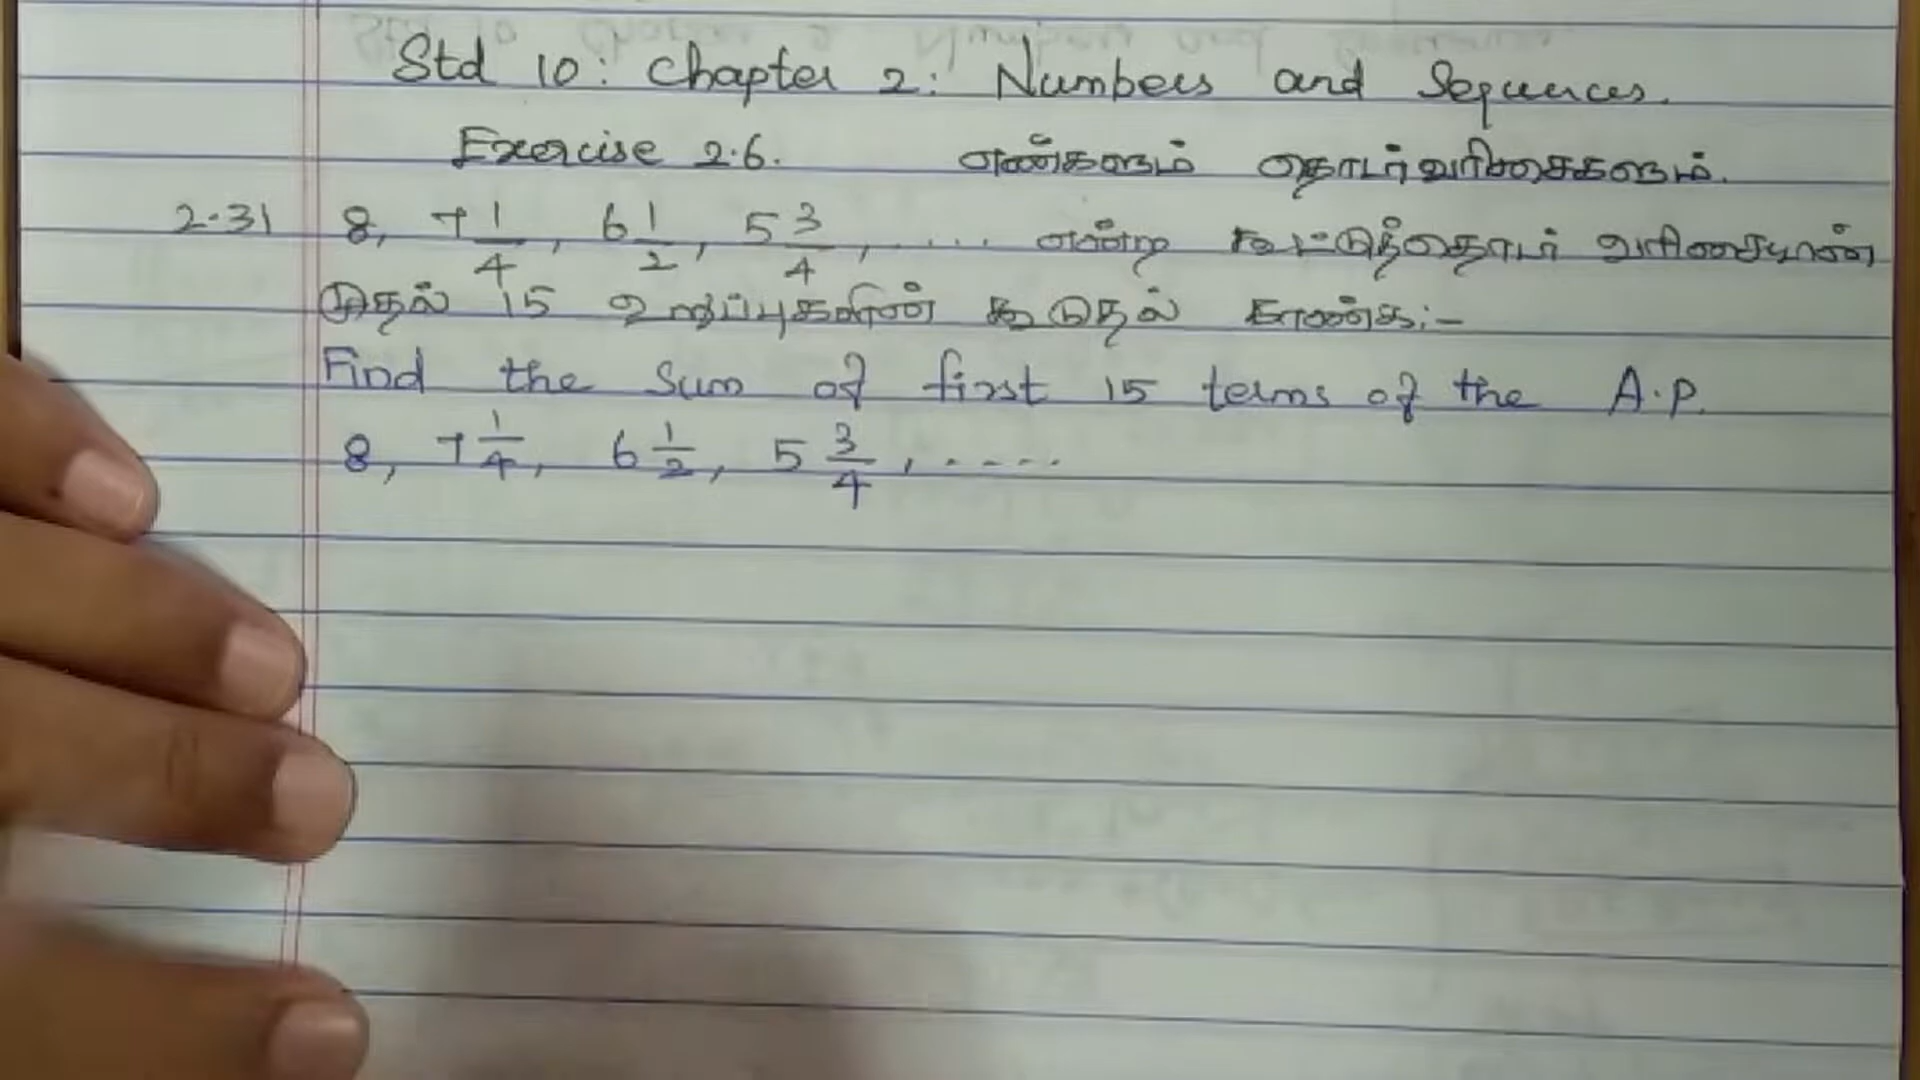 Std 10: Chapter 2: Numbers and Sequences.
Exercise 2.6. எண்களும் தொடர்வரிசைகளும்.
2.31 8, 7 1/4, 6 1/2, 5 3/4, .... என்ற கூட்டுத்தொடர் வரிசையின்
முதல் 15 உறுப்புகளின் கூடுதல் காண்க:-
Find the Sum of first 15 terms of the A.P.
8, 7 1/4, 6 1/2, 5 3/4, .....